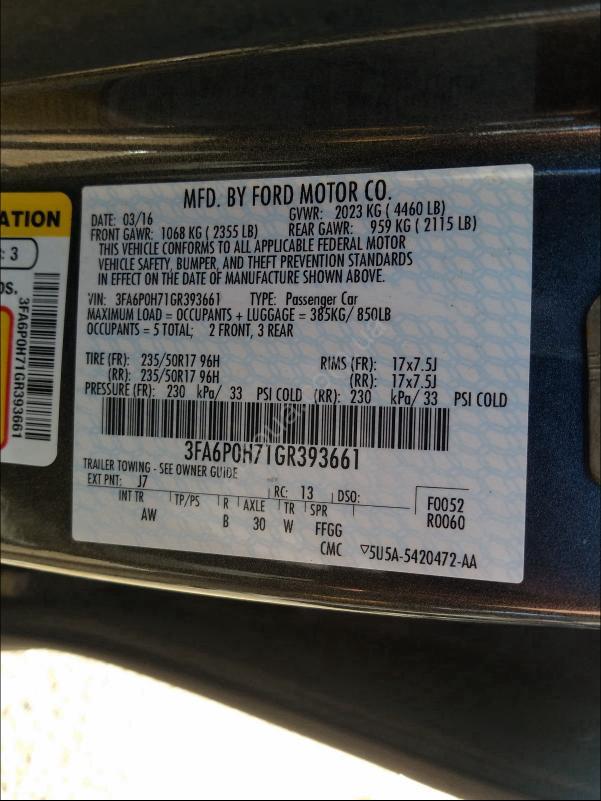 MFD. BY FORD MOTOR CO.
DATE: 03/16 GVWR: 2023 KG ( 4460 LB)
FRONT GAWR: 1068 KG ( 2355 LB) REAR GAWR: 959 KG ( 2115 LB)
THIS VEHICLE CONFORMS TO ALL APPLICABLE FEDERAL MOTOR
VEHICLE SAFETY, BUMPER, AND THEFT PREVENTION STANDARDS
IN EFFECT ON THE DATE OF MANUFACTURE SHOWN ABOVE.
VIN: 3FA6P0H71GR393661 TYPE: Passenger Car
MAXIMUM LOAD = OCCUPANTS + LUGGAGE = 385KG/ 850LB
OCCUPANTS = 5 TOTAL; 2 FRONT, 3 REAR
TIRE (FR): 235/50R17 96H RIMS (FR): 17x7.5J
(RR): 235/50R17 96H (RR): 17x7.5J
PRESSURE (FR): 230 kPa/ 33 PSI COLD (RR): 230 kPa/ 33 PSI COLD
3FA6P0H71GR393661
TRAILER TOWING - SEE OWNER GUIDE
EXT PNT: J7 RC: 13 DSO: F0052
R0060
INT TR TP/PS R AXLE TR SPR
AW B 30 W FFGG
CMC ▽5U5A-5420472-AA
ATION
: 3
os.
3FA6P0H71GR393661